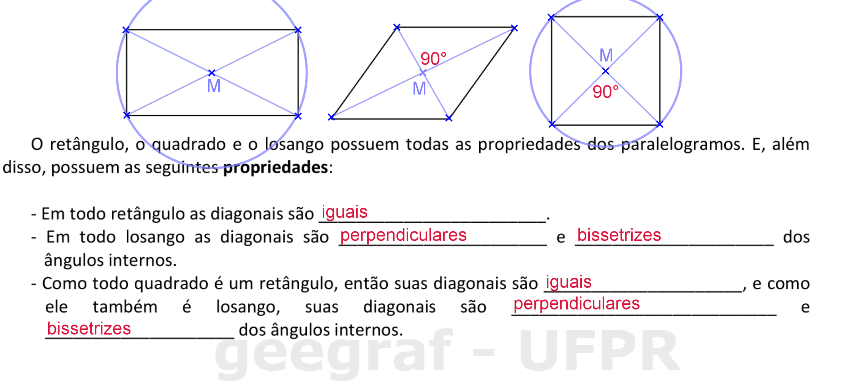 M
90°
M
M
90°
O retângulo, o quadrado e o losango possuem todas as propriedades dos paralelogramos. E, além
disso, possuem as seguintes propriedades:
- Em todo retângulo as diagonais são iguais.
- Em todo losango as diagonais são perpendiculares e bissetrizes dos
ângulos internos.
- Como todo quadrado é um retângulo, então suas diagonais são iguais, e como
ele também é losango, suas diagonais são perpendiculares e
bissetrizes dos ângulos internos.
geegraf - UFPR